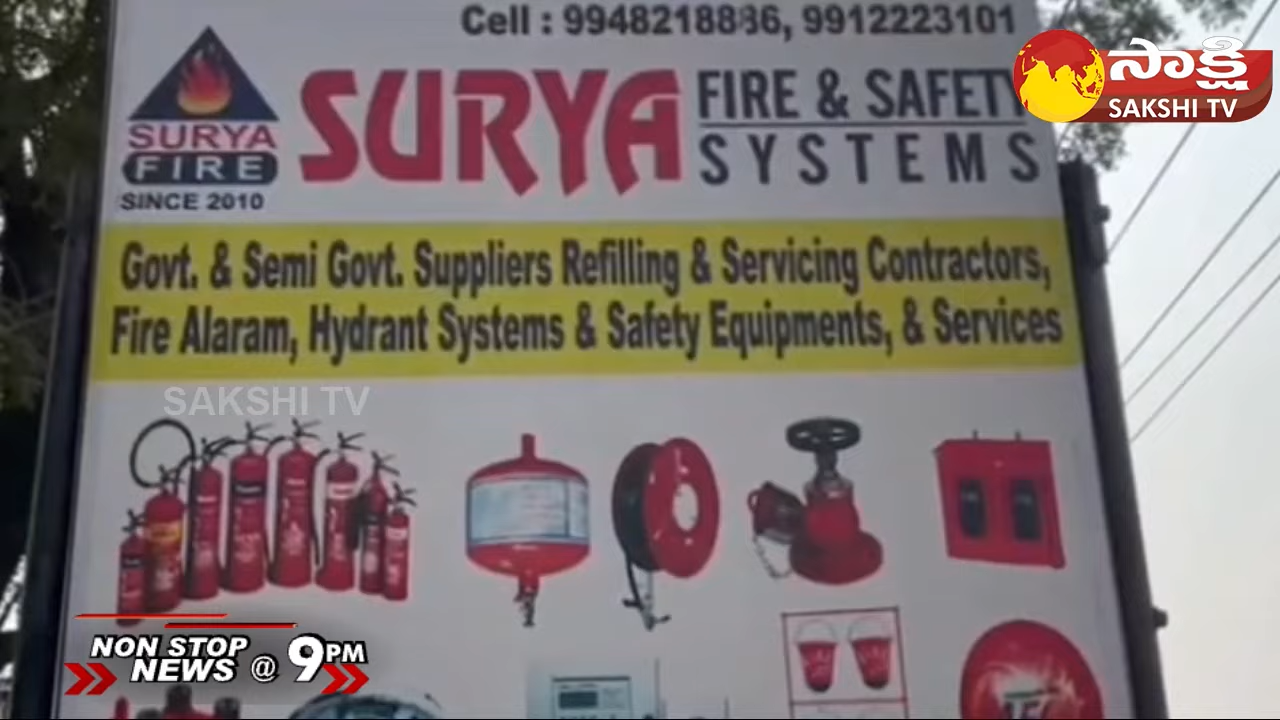 Cell : 9948218886, 9912223101
SURYA FIRE & SAFETY
SYSTEMS
SURYA
FIRE
SINCE 2010
సాక్షి
SAKSHI TV
Govt. & Semi Govt. Suppliers Refilling & Servicing Contractors,
Fire Alaram, Hydrant Systems & Safety Equipments, & Services
SAKSHI TV
NON STOP
NEWS @ 9PM